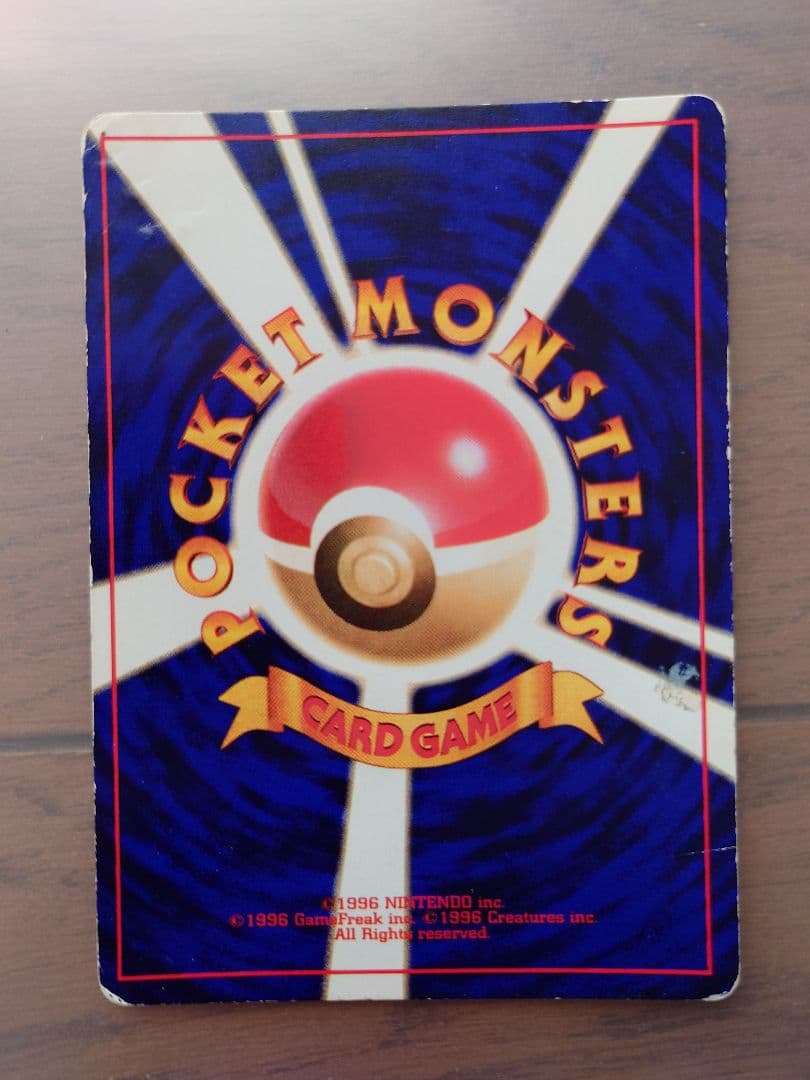 POCKET MONSTERS
CARD GAME
©1996 NINTENDO inc.
©1996 GameFreak inc. ©1996 Creatures inc.
All Rights reserved.